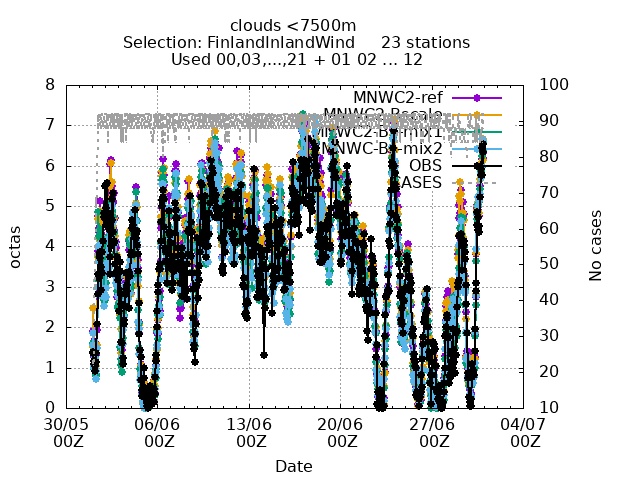 clouds <7500m
Selection: FinlandInlandWind 23 stations
Used 00,03,...,21 + 01 02 ... 12
8
7
6
5
4
3
2
1
0
octas
100
90
80
70
60
50
40
30
20
10
No cases
MNWC2-ref
OBS
30/05 06/06 13/06 20/06 27/06 04/07
00Z 00Z 00Z 00Z 00Z 00Z
Date